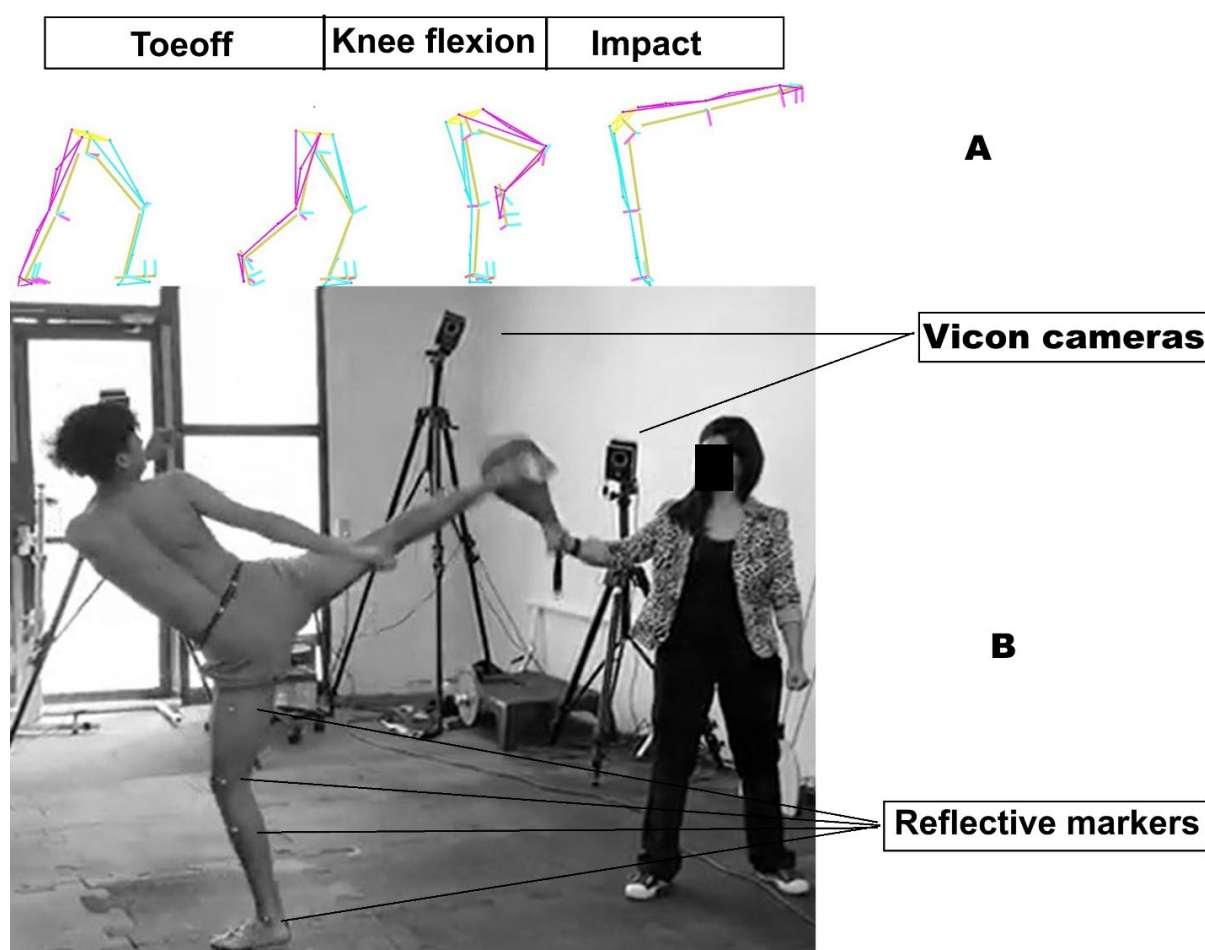 Toeoff
Knee flexion
Impact
A
Vicon cameras
B
Reflective markers